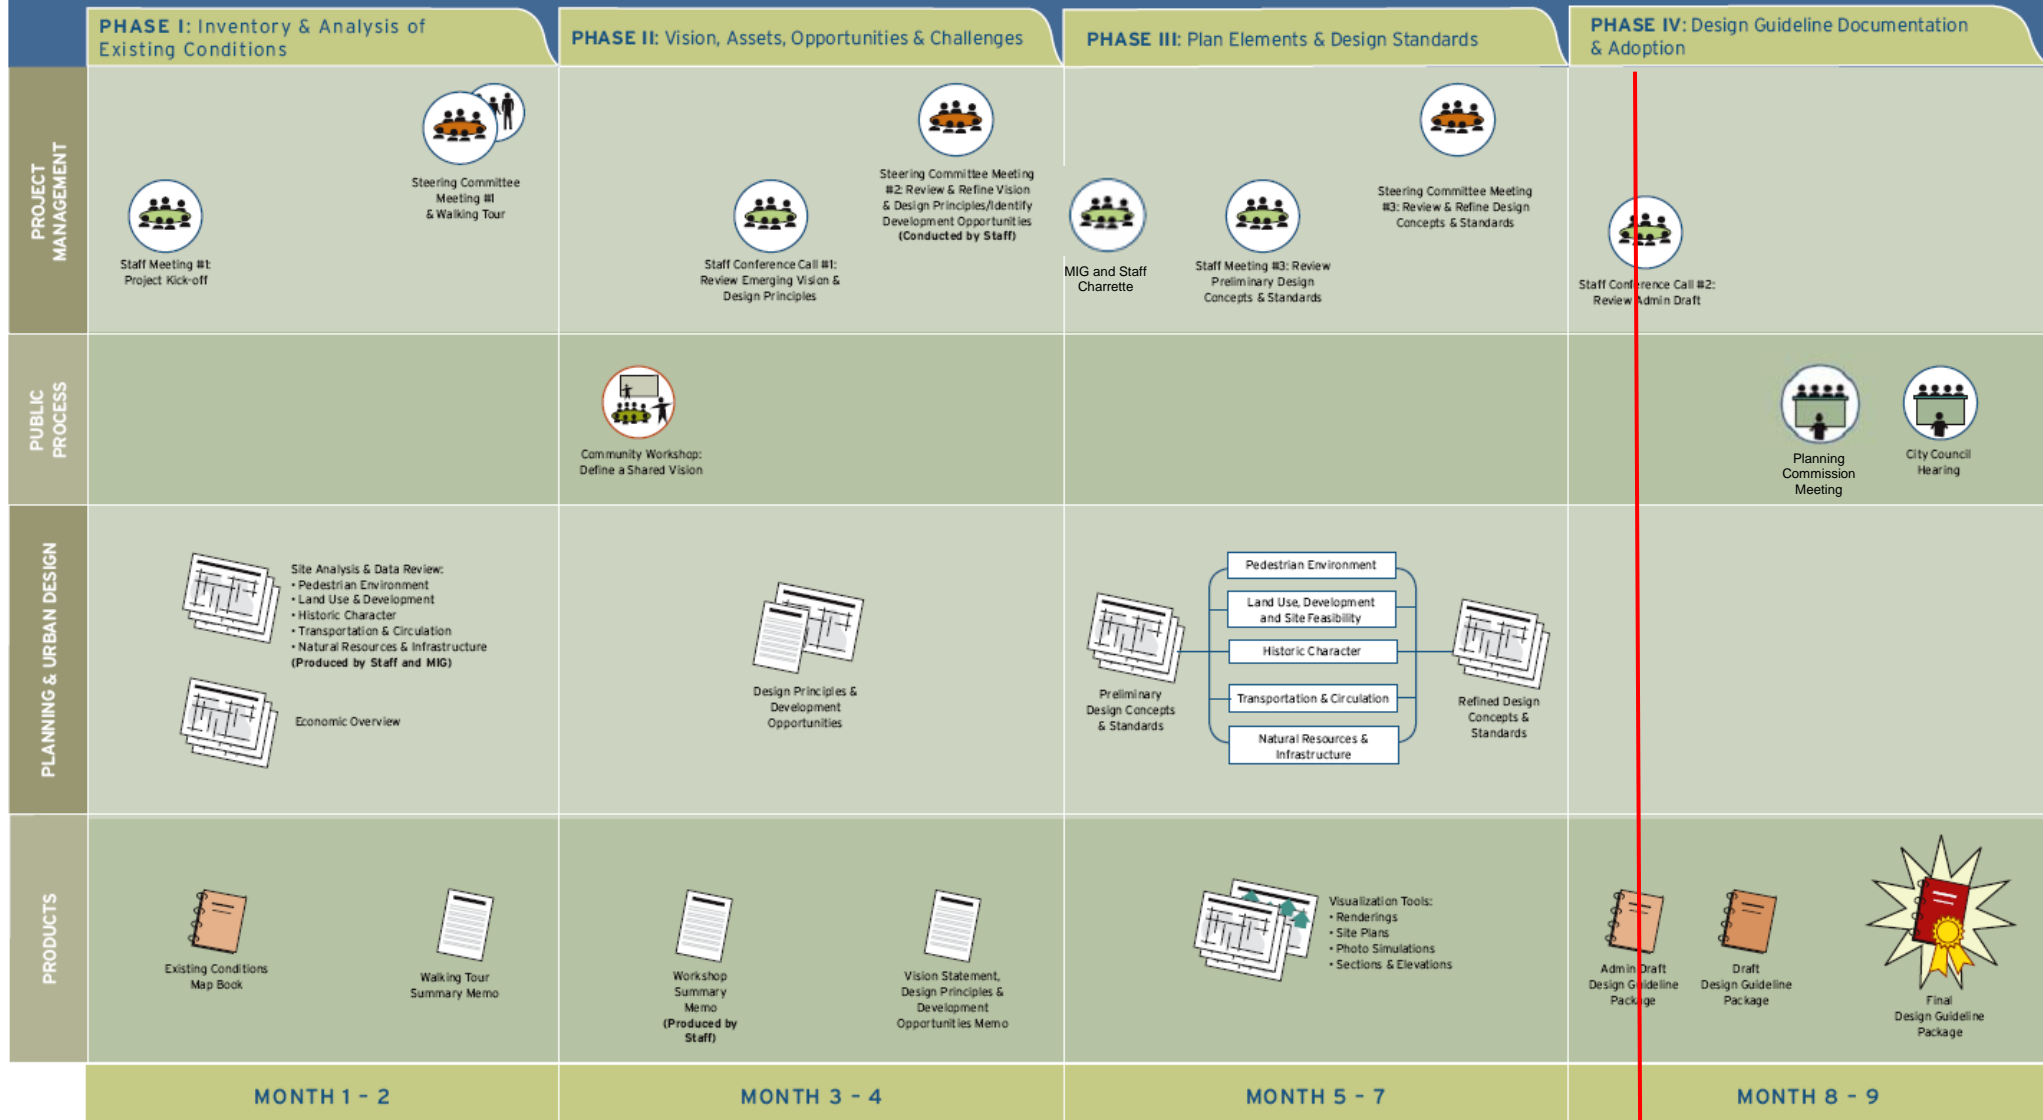 PHASE I: Inventory & Analysis of
Existing Conditions
PHASE II: Vision, Assets, Opportunities & Challenges
PHASE III: Plan Elements & Design Standards
PHASE IV: Design Guideline Documentation
& Adoption
PROJECT
MANAGEMENT
Staff Meeting #1:
Project Kick-off
Steering Committee
Meeting #1
& Walking Tour
Staff Conference Call #1:
Review Emerging Vision &
Design Principles
Steering Committee Meeting
#2: Review & Refine Vision
& Design Principles/Identify
Development Opportunities
(Conducted by Staff)
MIG and Staff
Charrette
Staff Meeting #3: Review
Preliminary Design
Concepts & Standards
Steering Committee Meeting
#3: Review & Refine Design
Concepts & Standards
Staff Conference Call #2:
Review Admin Draft
PUBLIC
PROCESS
Community Workshop:
Define a Shared Vision
Planning
Commission
Meeting
City Council
Hearing
PLANNING & URBAN DESIGN
Site Analysis & Data Review:
• Pedestrian Environment
• Land Use & Development
• Historic Character
• Transportation & Circulation
• Natural Resources & Infrastructure
(Produced by Staff and MIG)
Economic Overview
Design Principles &
Development
Opportunities
Preliminary
Design Concepts
& Standards
Pedestrian Environment
Land Use, Development
and Site Feasibility
Historic Character
Transportation & Circulation
Natural Resources &
Infrastructure
Refined Design
Concepts &
Standards
PRODUCTS
Existing Conditions
Map Book
Walking Tour
Summary Memo
Workshop
Summary
Memo
(Produced by
Staff)
Vision Statement,
Design Principles &
Development
Opportunities Memo
Visualization Tools:
• Renderings
• Site Plans
• Photo Simulations
• Sections & Elevations
Admin Draft
Design Guideline
Package
Draft
Design Guideline
Package
Final
Design Guideline
Package
MONTH 1 - 2
MONTH 3 - 4
MONTH 5 - 7
MONTH 8 - 9